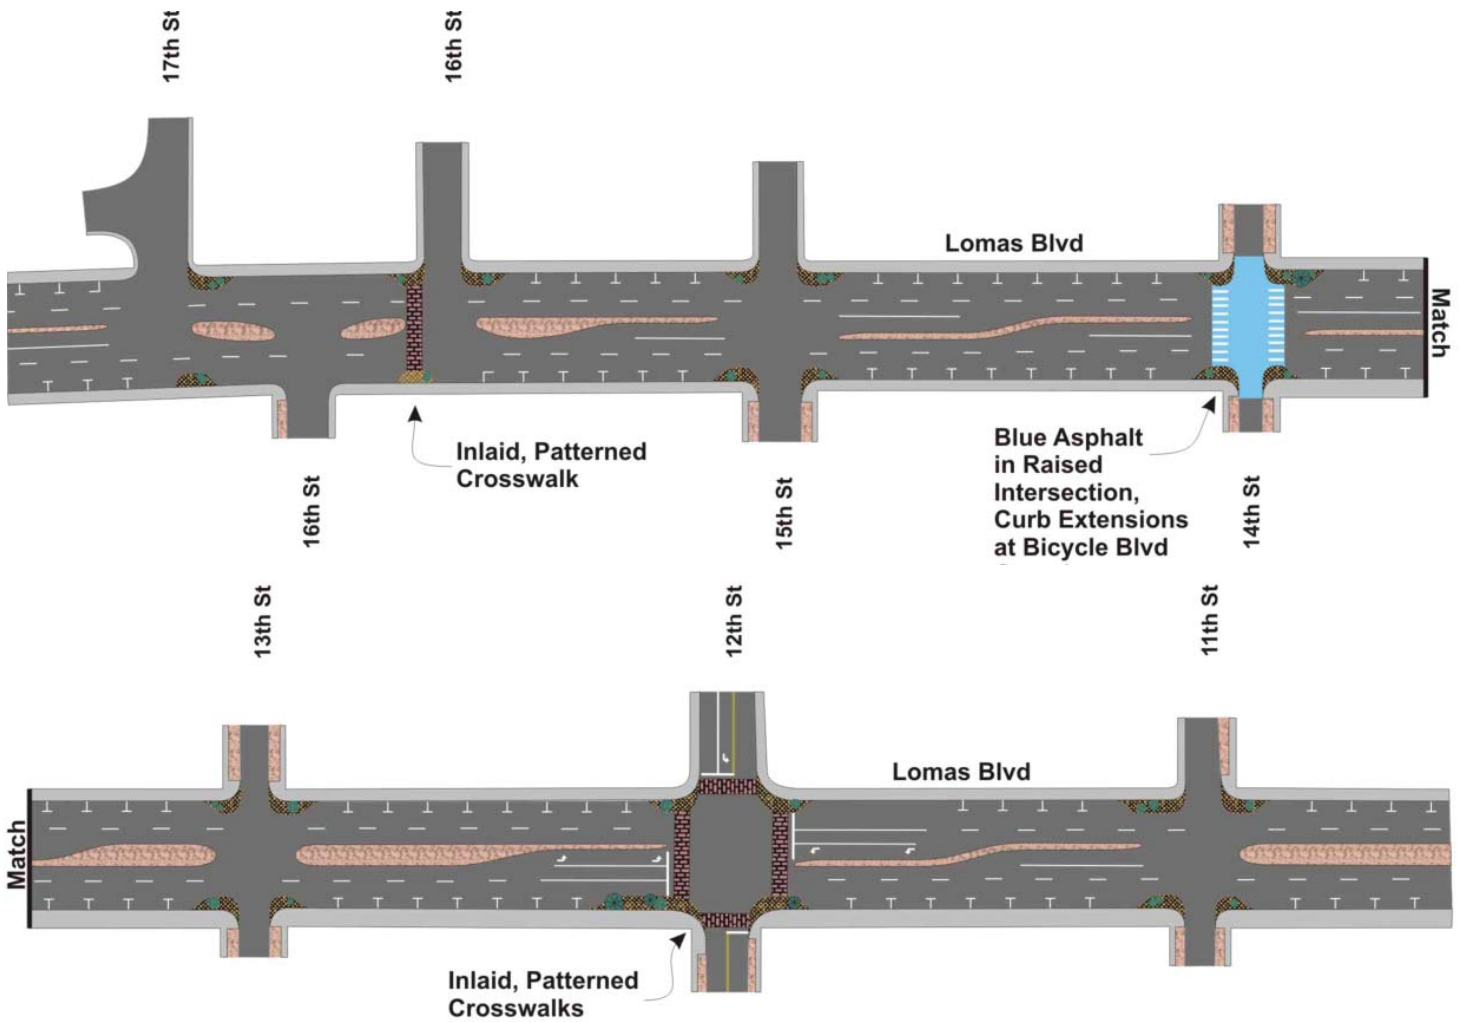 17th St
16th St
Lomas Blvd
Match
Inlaid, Patterned
Crosswalk
16th St
15th St
Blue Asphalt
in Raised
Intersection,
Curb Extensions
at Bicycle Blvd
14th St
13th St
12th St
11th St
Lomas Blvd
Match
Inlaid, Patterned
Crosswalks